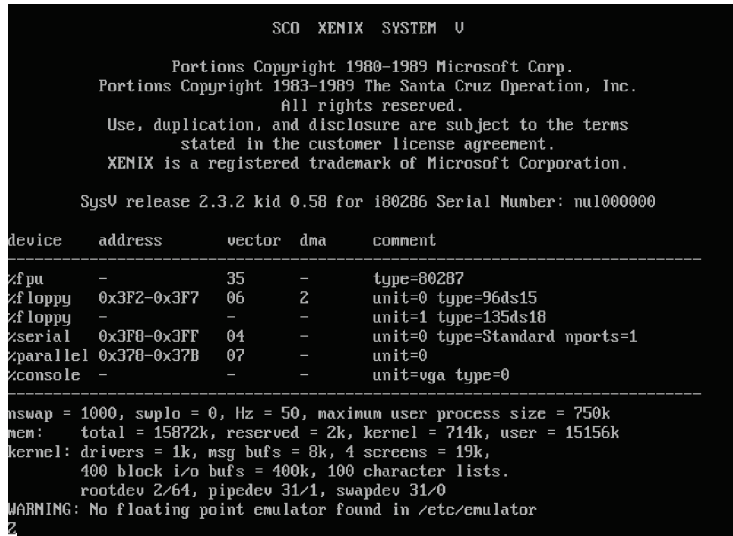 SCO XENIX SYSTEM V
Portions Copyright 1980-1989 Microsoft Corp.
Portions Copyright 1983-1989 The Santa Cruz Operation, Inc.
All rights reserved.
Use, duplication, and disclosure are subject to the terms
stated in the customer license agreement.
XENIX is a registered trademark of Microsoft Corporation.
SysV release 2.3.2 kid 0.58 for i80286 Serial Number: nul000000
device address vector dma comment
--------------------------------------------------------------------------------
%fpu - 35 - type=80287
%floppy 0x3F2-0x3F7 06 2 unit=0 type=96ds15
%floppy - - - unit=1 type=135ds18
%serial 0x3F8-0x3FF 04 - unit=0 type=Standard nports=1
%parallel 0x378-0x37B 07 - unit=0
%console - - - unit=vga type=0
--------------------------------------------------------------------------------
nswap = 1000, swplo = 0, Hz = 50, maximum user process size = 750k
mem: total = 15872k, reserved = 2k, kernel = 714k, user = 15156k
kernel: drivers = 1k, msg bufs = 8k, 4 screens = 19k,
400 block i/o bufs = 400k, 100 character lists.
rootdev 2/64, pipedev 31/1, swapdev 31/0
WARNING: No floating point emulator found in /etc/emulator
Z